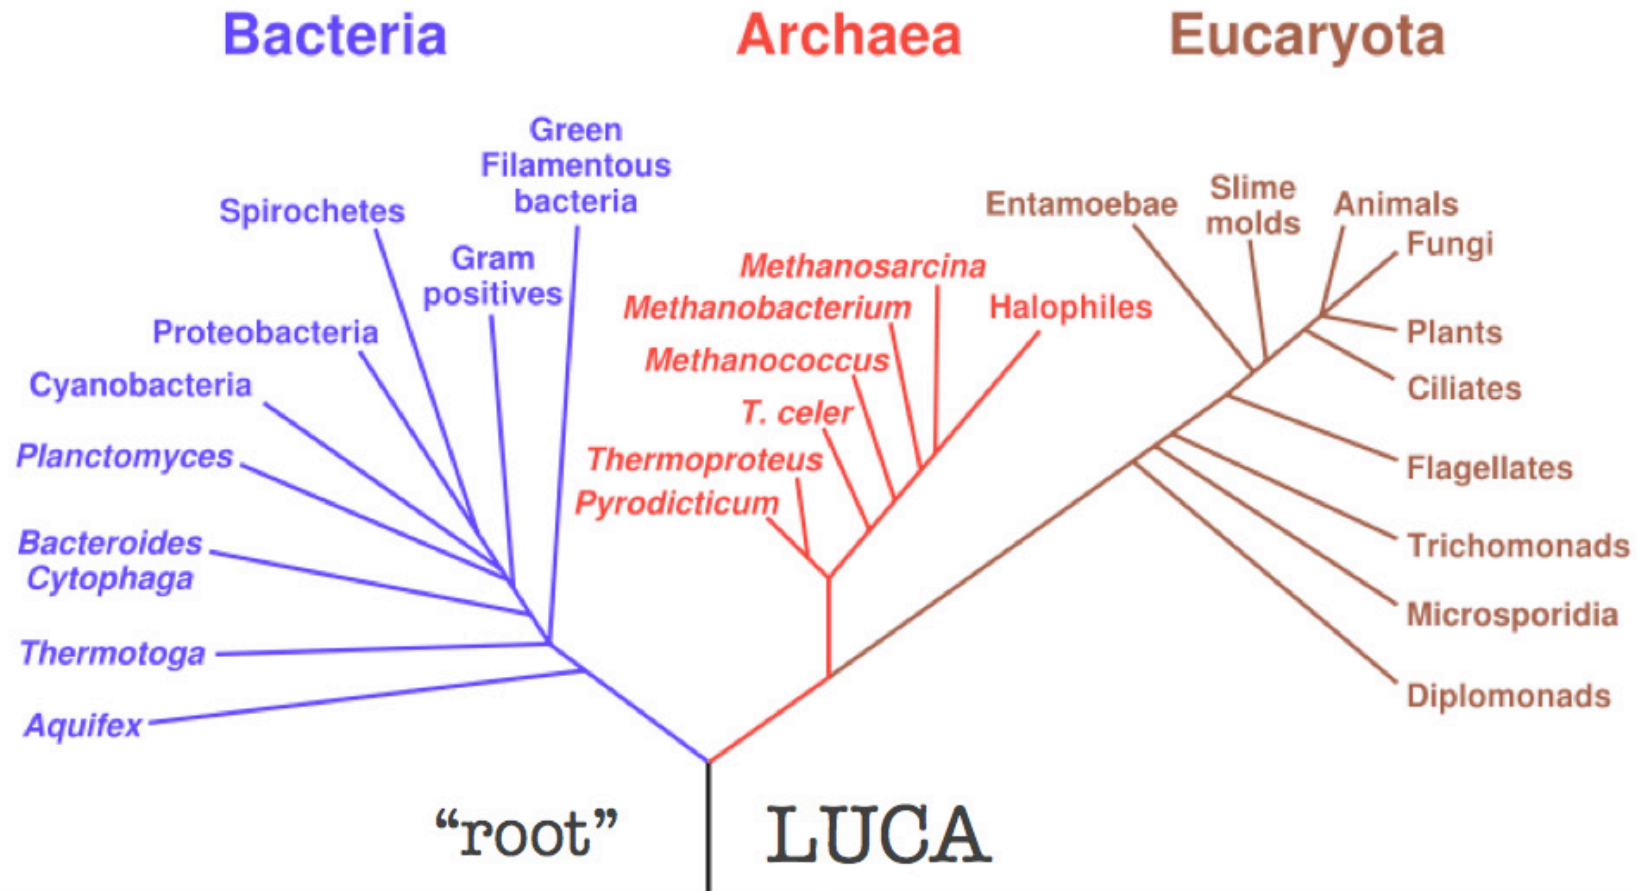 Bacteria
Archaea
Eucaryota
Green
Filamentous
bacteria
Spirochetes
Gram
positives
Proteobacteria
Cyanobacteria
Planctomyces
Bacteroides
Cytophaga
Thermotoga
Aquifex
Methanosarcina
Methanobacterium
Halophiles
Methanococcus
T. celer
Thermoproteus
Pyrodicticum
Entamoebae
Slime
molds
Animals
Fungi
Plants
Ciliates
Flagellates
Trichomonads
Microsporidia
Diplomonads
“root”
LUCA